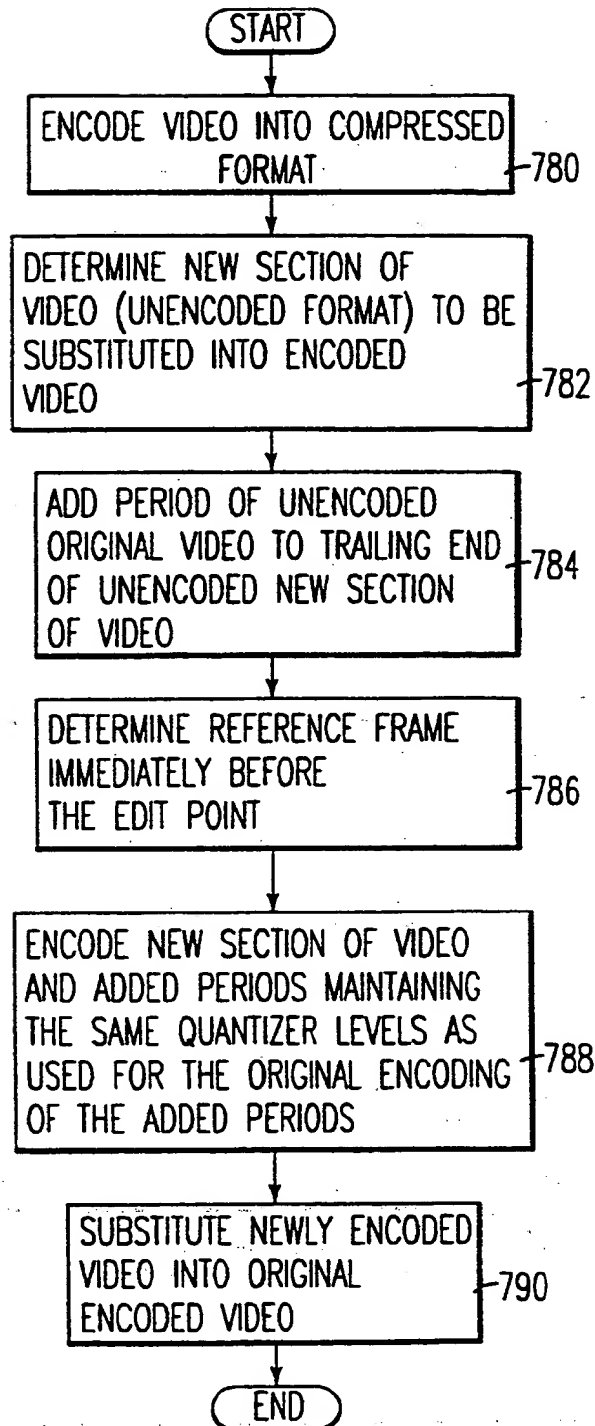 START
ENCODE VIDEO INTO COMPRESSED
FORMAT
780
DETERMINE NEW SECTION OF
VIDEO (UNENCODED FORMAT) TO BE
SUBSTITUTED INTO ENCODED
VIDEO
782
ADD PERIOD OF UNENCODED
ORIGINAL VIDEO TO TRAILING END
OF UNENCODED NEW SECTION
OF VIDEO
784
DETERMINE REFERENCE FRAME
IMMEDIATELY BEFORE
THE EDIT POINT
786
ENCODE NEW SECTION OF VIDEO
AND ADDED PERIODS MAINTAINING
THE SAME QUANTIZER LEVELS AS
USED FOR THE ORIGINAL ENCODING
OF THE ADDED PERIODS
788
SUBSTITUTE NEWLY ENCODED
VIDEO INTO ORIGINAL
ENCODED VIDEO
790
END